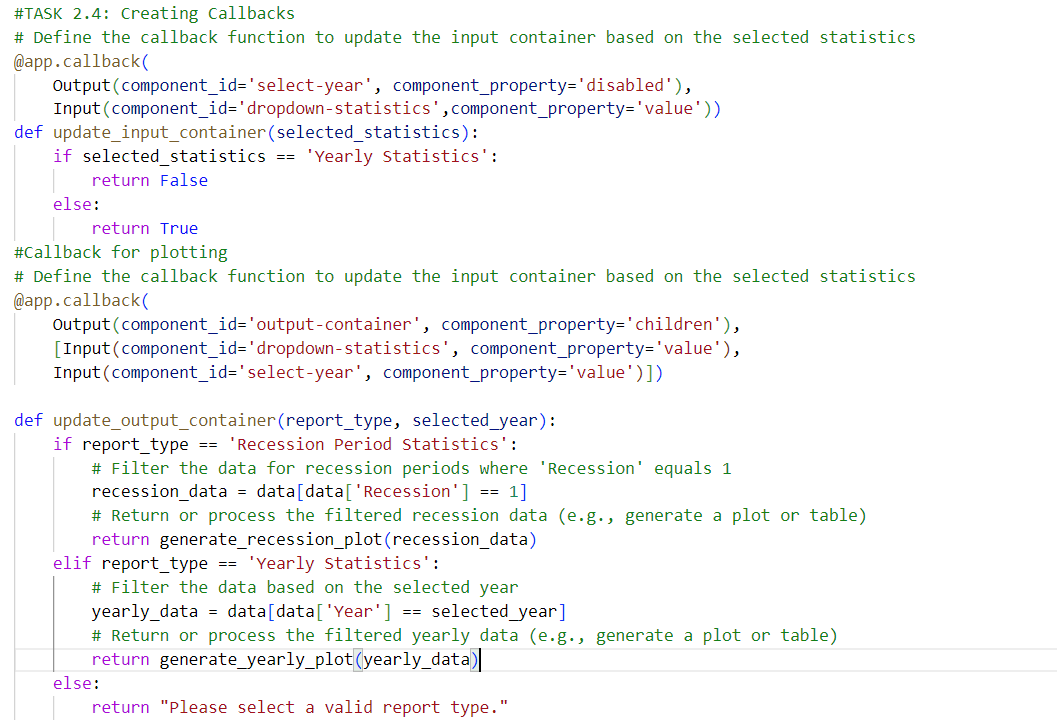 #TASK 2.4: Creating Callbacks
# Define the callback function to update the input container based on the selected statistics
@app.callback(
    Output(component_id='select-year', component_property='disabled'),
    Input(component_id='dropdown-statistics',component_property='value'))
def update_input_container(selected_statistics):
    if selected_statistics == 'Yearly Statistics':
        return False
    else:
        return True
#Callback for plotting
# Define the callback function to update the input container based on the selected statistics
@app.callback(
    Output(component_id='output-container', component_property='children'),
    [Input(component_id='dropdown-statistics', component_property='value'),
    Input(component_id='select-year', component_property='value')])

def update_output_container(report_type, selected_year):
    if report_type == 'Recession Period Statistics':
        # Filter the data for recession periods where 'Recession' equals 1
        recession_data = data[data['Recession'] == 1]
        # Return or process the filtered recession data (e.g., generate a plot or table)
        return generate_recession_plot(recession_data)
    elif report_type == 'Yearly Statistics':
        # Filter the data based on the selected year
        yearly_data = data[data['Year'] == selected_year]
        # Return or process the filtered yearly data (e.g., generate a plot or table)
        return generate_yearly_plot(yearly_data)
    else:
        return "Please select a valid report type."